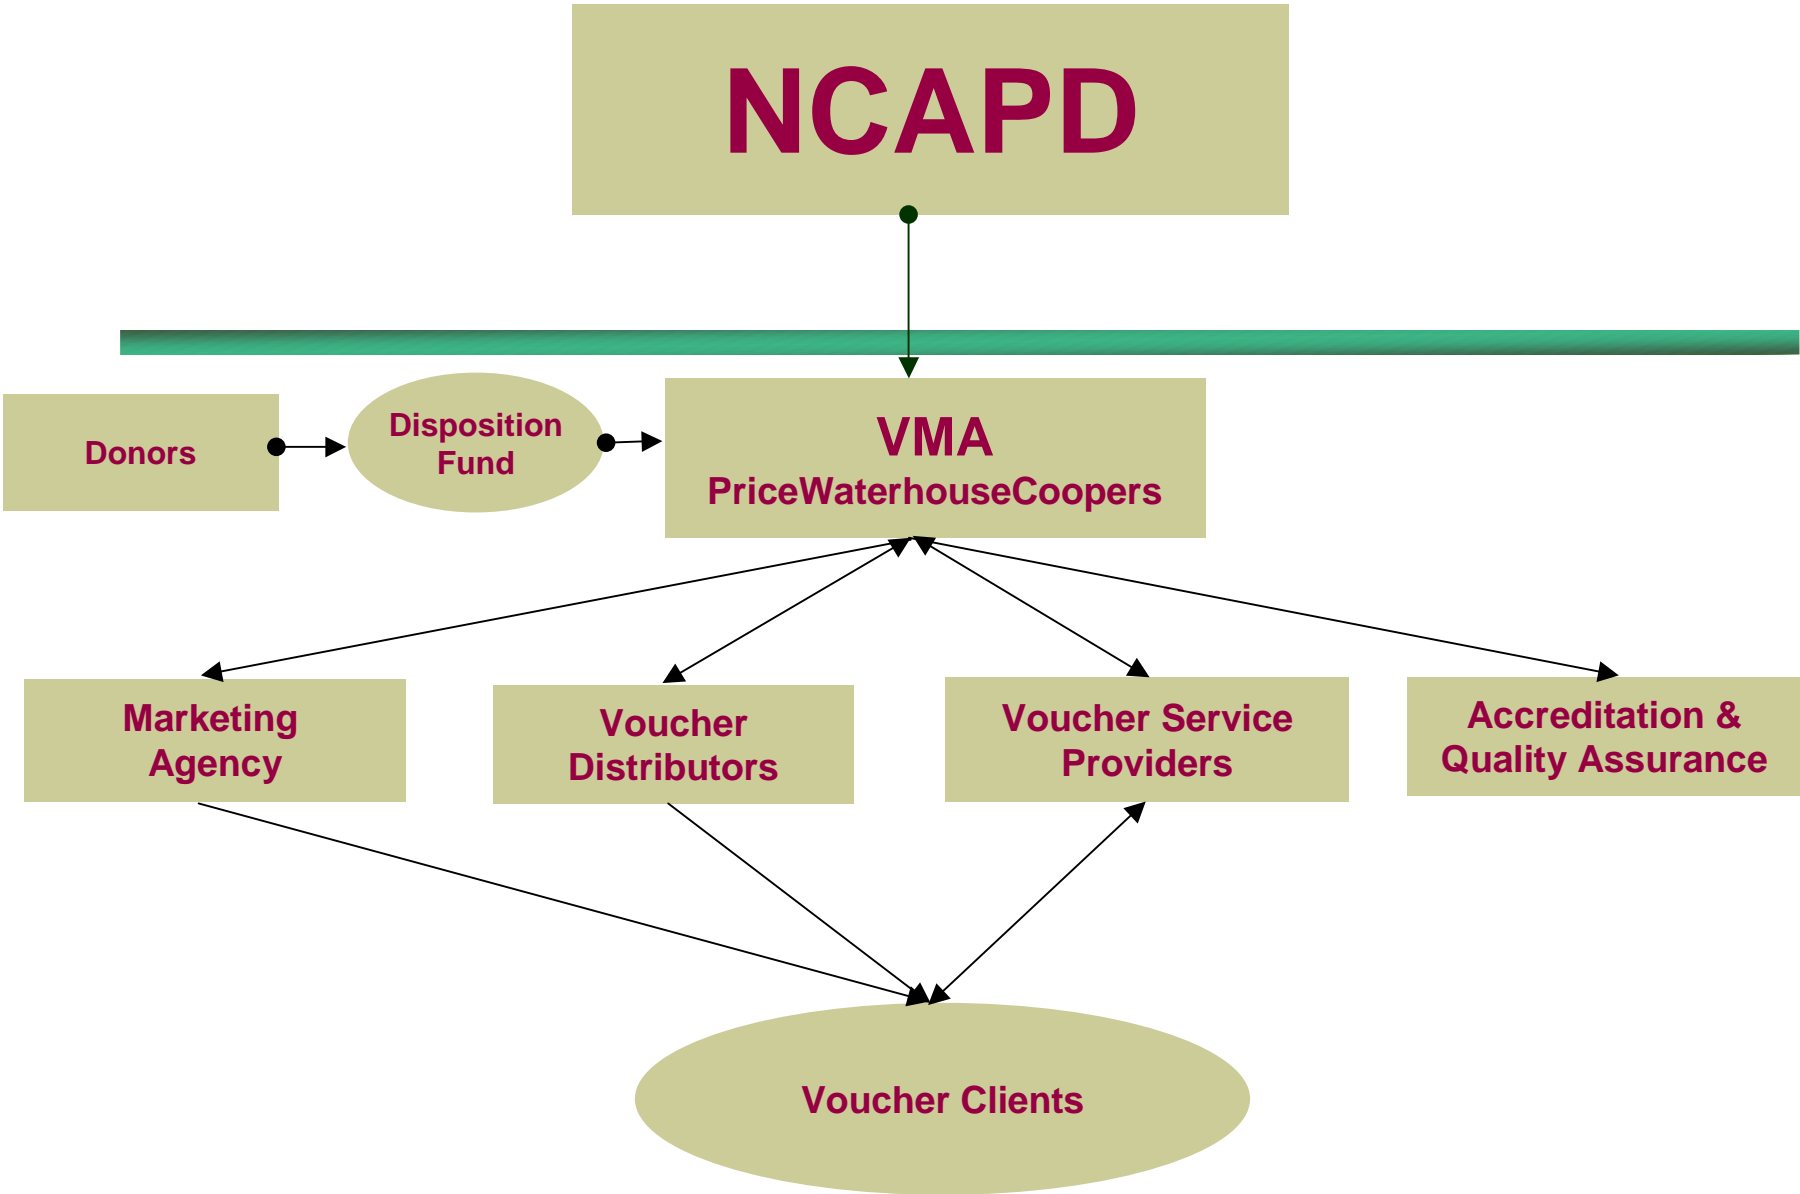 NCAPD
Donors
Disposition
Fund
VMA
PriceWaterhouseCoopers
Marketing
Agency
Voucher
Distributors
Voucher Service
Providers
Accreditation &
Quality Assurance
Voucher Clients